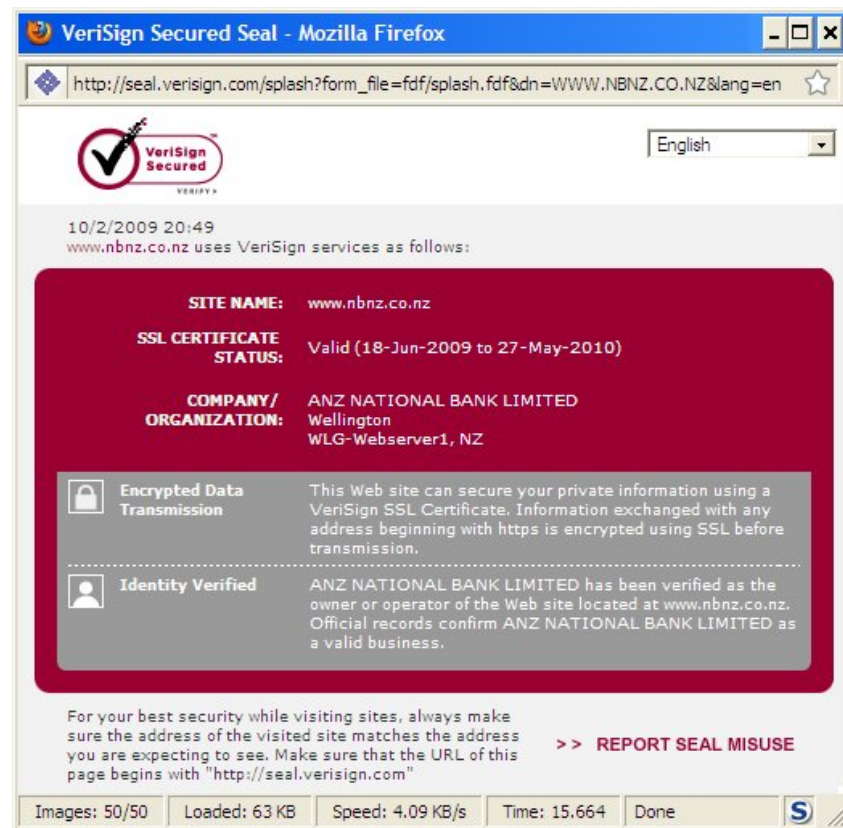 VeriSign Secured Seal - Mozilla Firefox
http://seal.verisign.com/splash?form_file=fdf/splash.fdf&dn=WWW.NBNZ.CO.NZ&lang=en
VeriSign
Secured
VERIFY
English
10/2/2009 20:49
www.nbnz.co.nz uses VeriSign services as follows:
SITE NAME: www.nbnz.co.nz
SSL CERTIFICATE
STATUS: Valid (18-Jun-2009 to 27-May-2010)
COMPANY/ ANZ NATIONAL BANK LIMITED
ORGANIZATION: Wellington
WLG-Webserver1, NZ
Encrypted Data
Transmission
This Web site can secure your private information using a
VeriSign SSL Certificate. Information exchanged with any
address beginning with https is encrypted using SSL before
transmission.
Identity Verified
ANZ NATIONAL BANK LIMITED has been verified as the
owner or operator of the Web site located at www.nbnz.co.nz.
Official records confirm ANZ NATIONAL BANK LIMITED as
a valid business.
For your best security while visiting sites, always make
sure the address of the visited site matches the address
you are expecting to see. Make sure that the URL of this
page begins with "http://seal.verisign.com"
>> REPORT SEAL MISUSE
Images: 50/50 Loaded: 63 KB Speed: 4.09 KB/s Time: 15.664 Done S